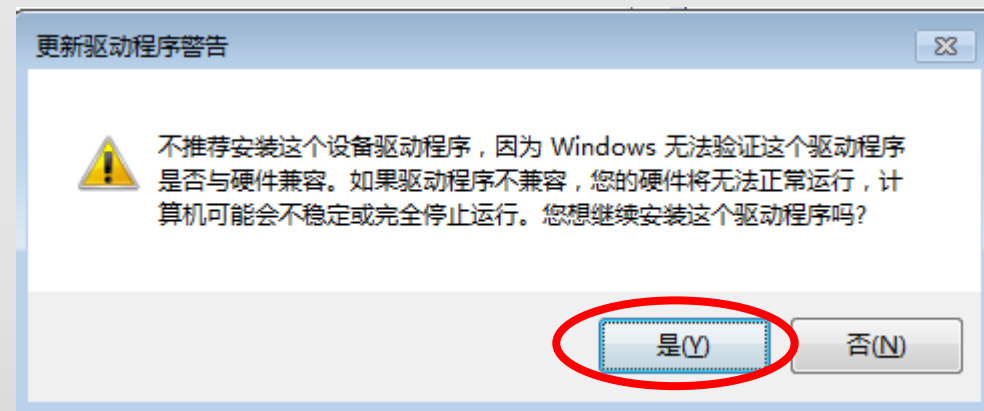 更新驱动程序警告
不推荐安装这个设备驱动程序，因为 Windows 无法验证这个驱动程序
是否与硬件兼容。如果驱动程序不兼容，您的硬件将无法正常运行，计
算机可能会不稳定或完全停止运行。您想继续安装这个驱动程序吗?
是(Y) 否(N)